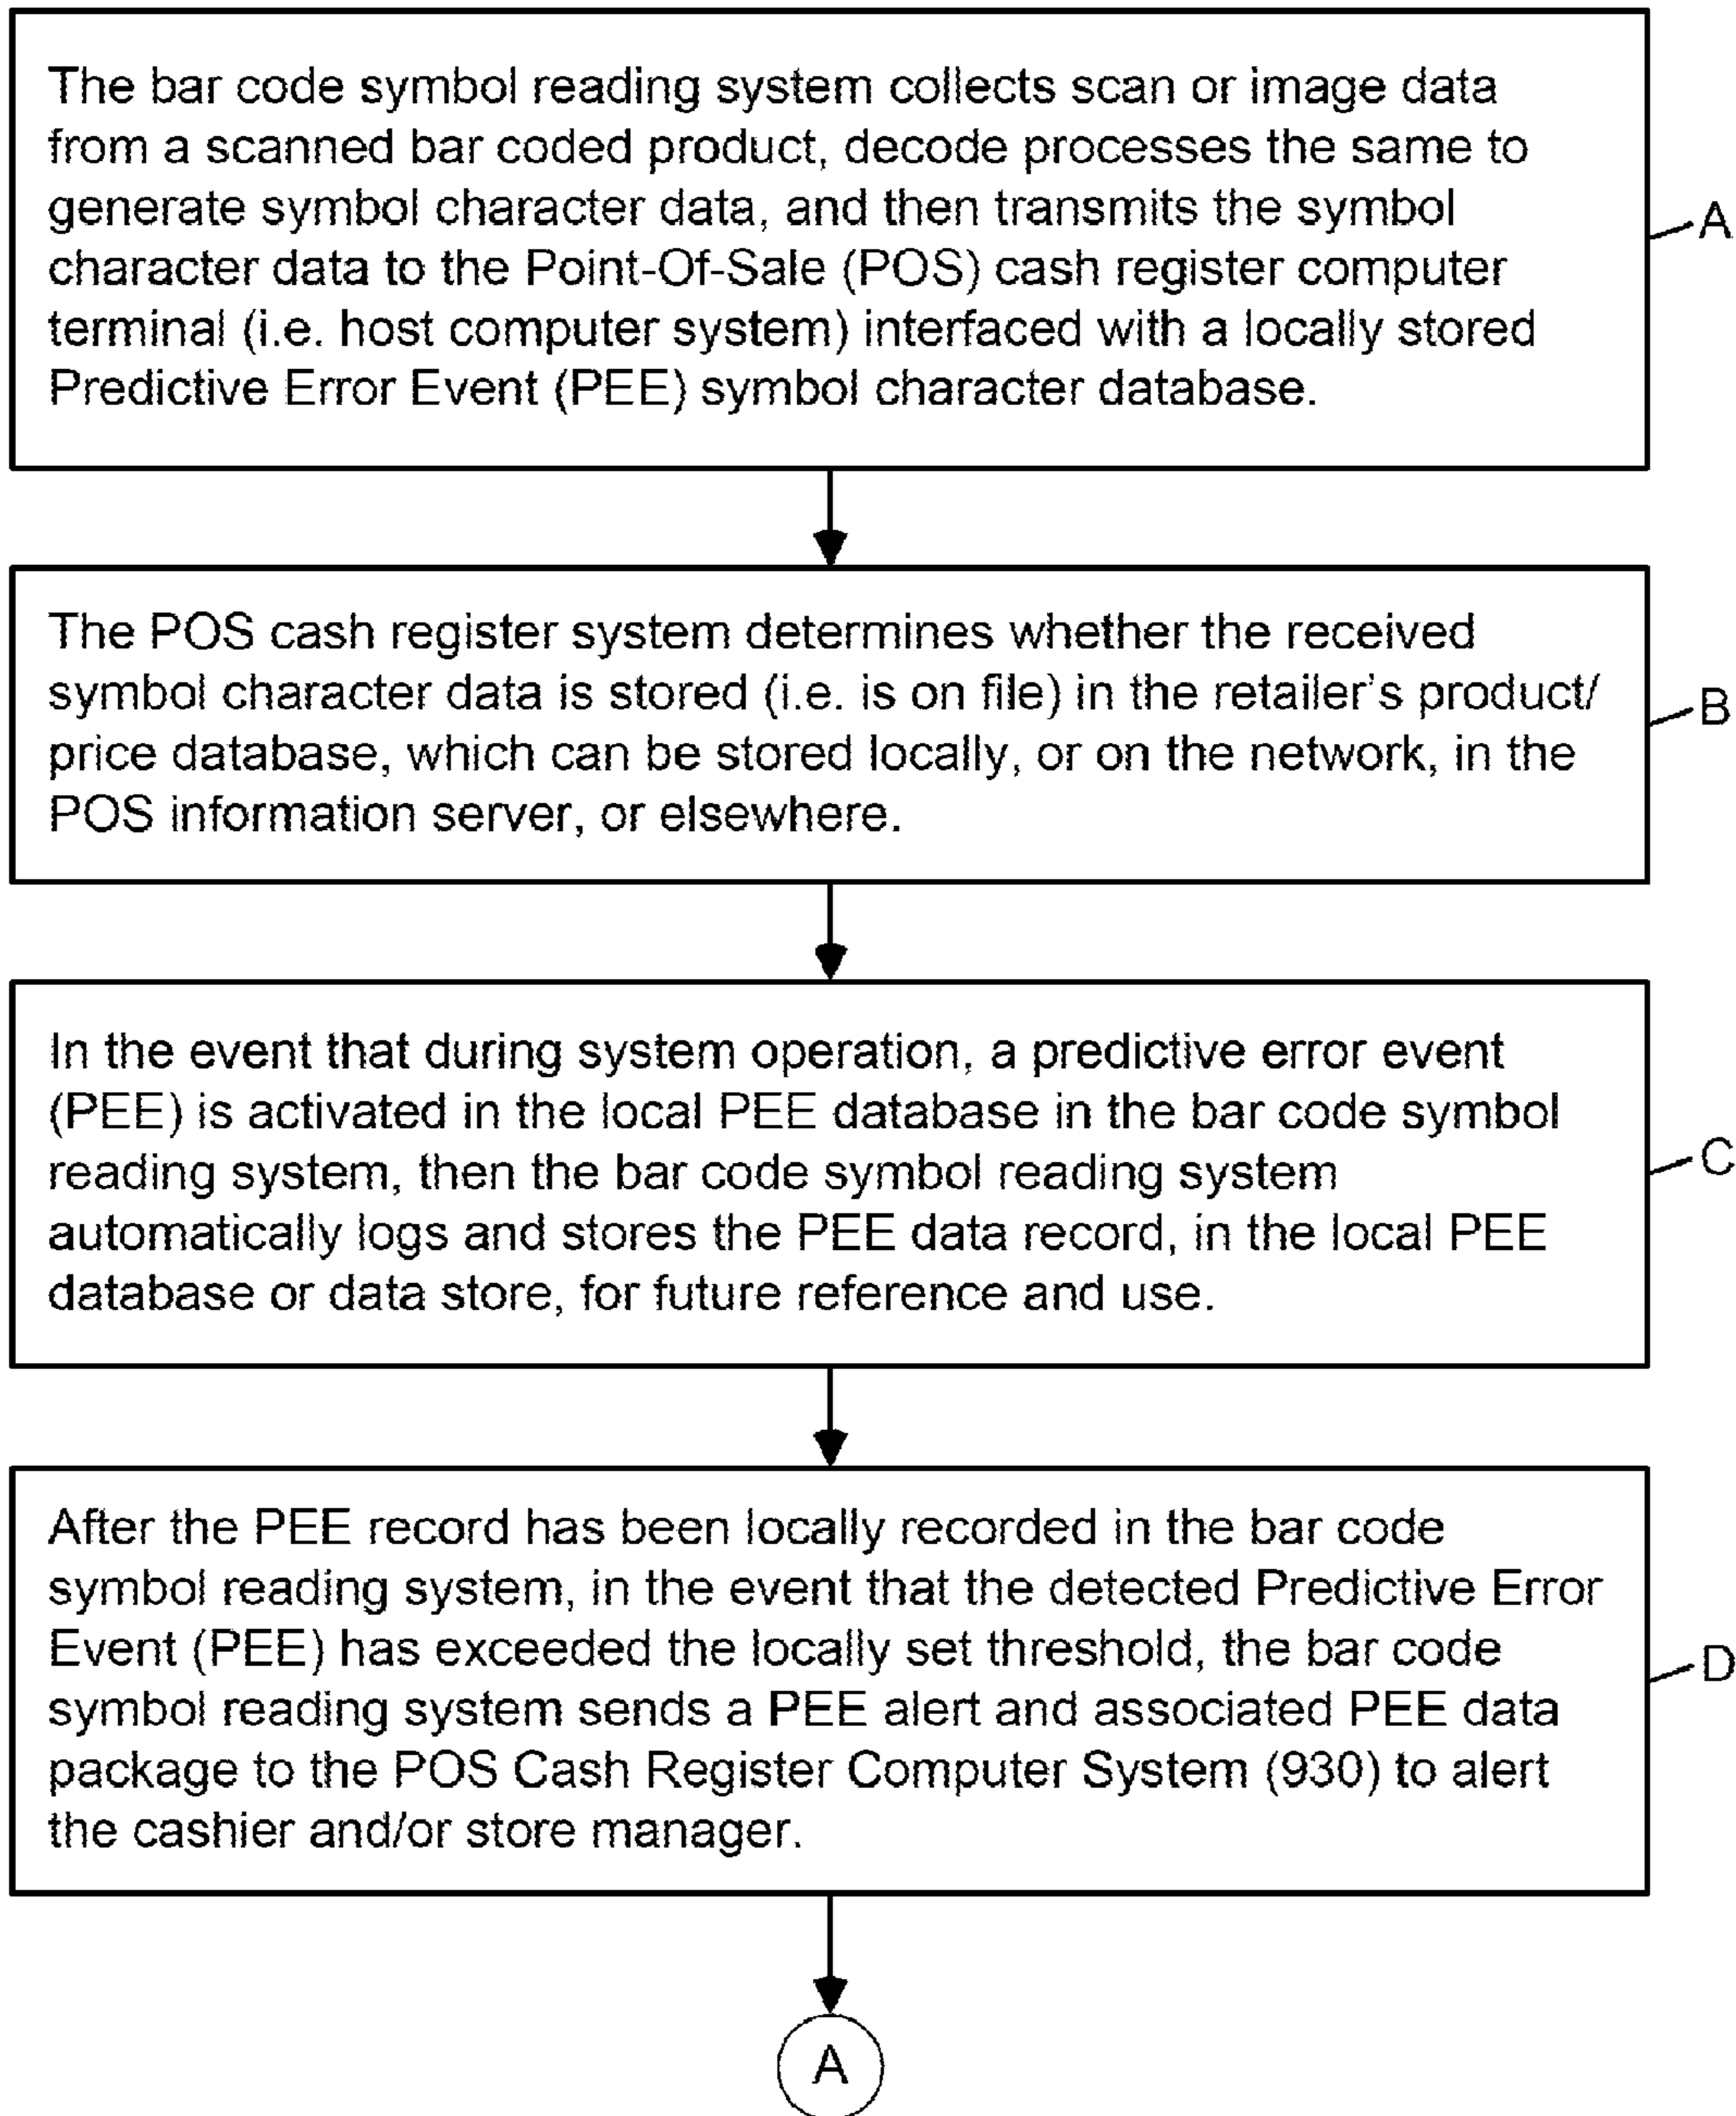 The bar code symbol reading system collects scan or image data
from a scanned bar coded product, decode processes the same to
generate symbol character data, and then transmits the symbol
character data to the Point-Of-Sale (POS) cash register computer
terminal (i.e. host computer system) interfaced with a locally stored
Predictive Error Event (PEE) symbol character database.
A
The POS cash register system determines whether the received
symbol character data is stored (i.e. is on file) in the retailer's product/
price database, which can be stored locally, or on the network, in the
POS information server, or elsewhere.
B
In the event that during system operation, a predictive error event
(PEE) is activated in the local PEE database in the bar code symbol
reading system, then the bar code symbol reading system
automatically logs and stores the PEE data record, in the local PEE
database or data store, for future reference and use.
C
After the PEE record has been locally recorded in the bar code
symbol reading system, in the event that the detected Predictive Error
Event (PEE) has exceeded the locally set threshold, the bar code
symbol reading system sends a PEE alert and associated PEE data
package to the POS Cash Register Computer System (930) to alert
the cashier and/or store manager.
D
A